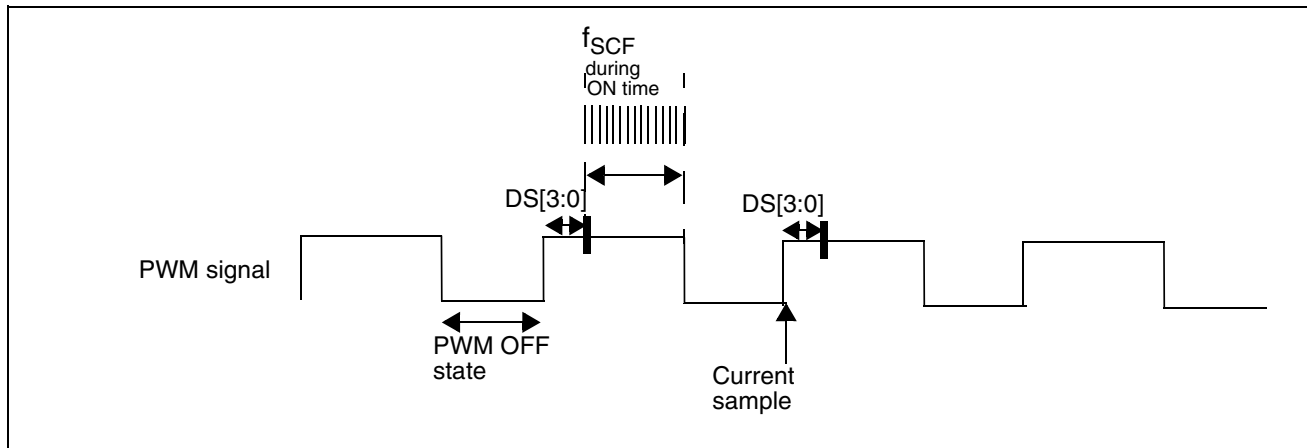 fSCF
during
ON time
DS[3:0]
DS[3:0]
PWM signal
PWM OFF
state
Current
sample